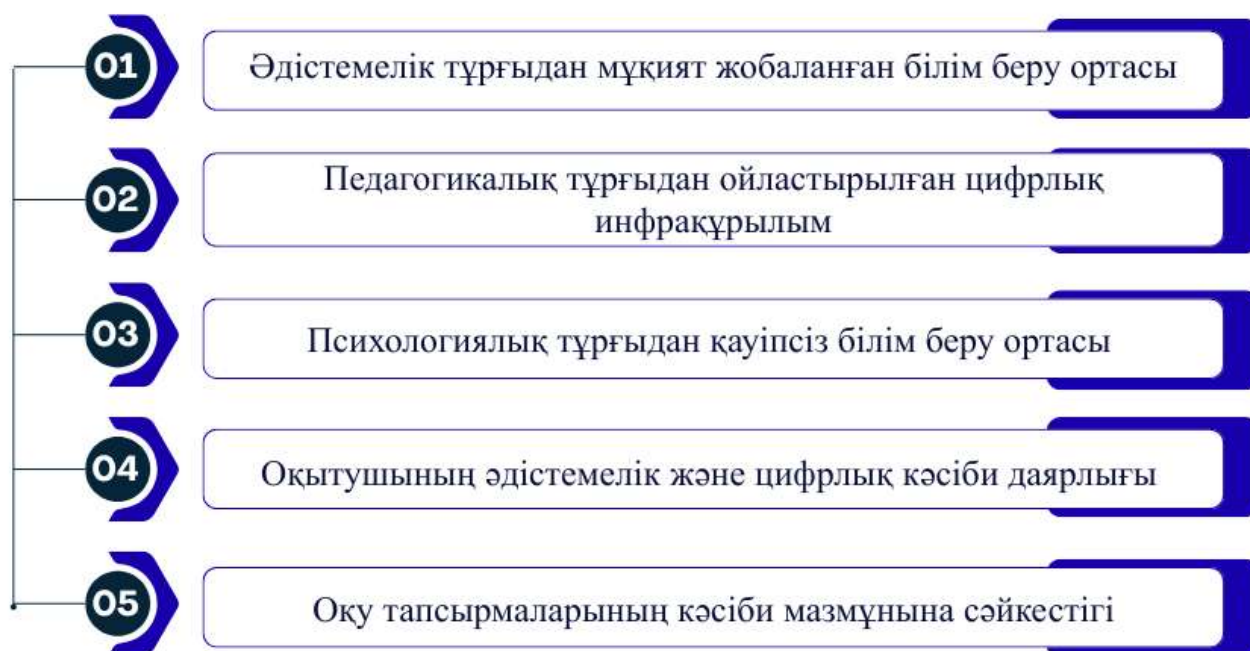 01
Әдістемелік тұрғыдан мұқият жобаланған білім беру ортасы
02
Педагогикалық тұрғыдан ойластырылған цифрлық
инфрақұрылым
03
Психологиялық тұрғыдан қауіпсіз білім беру ортасы
04
Оқытушының әдістемелік және цифрлық кәсіби даярлығы
05
Оқу тапсырмаларының кәсіби мазмұнына сәйкестігі